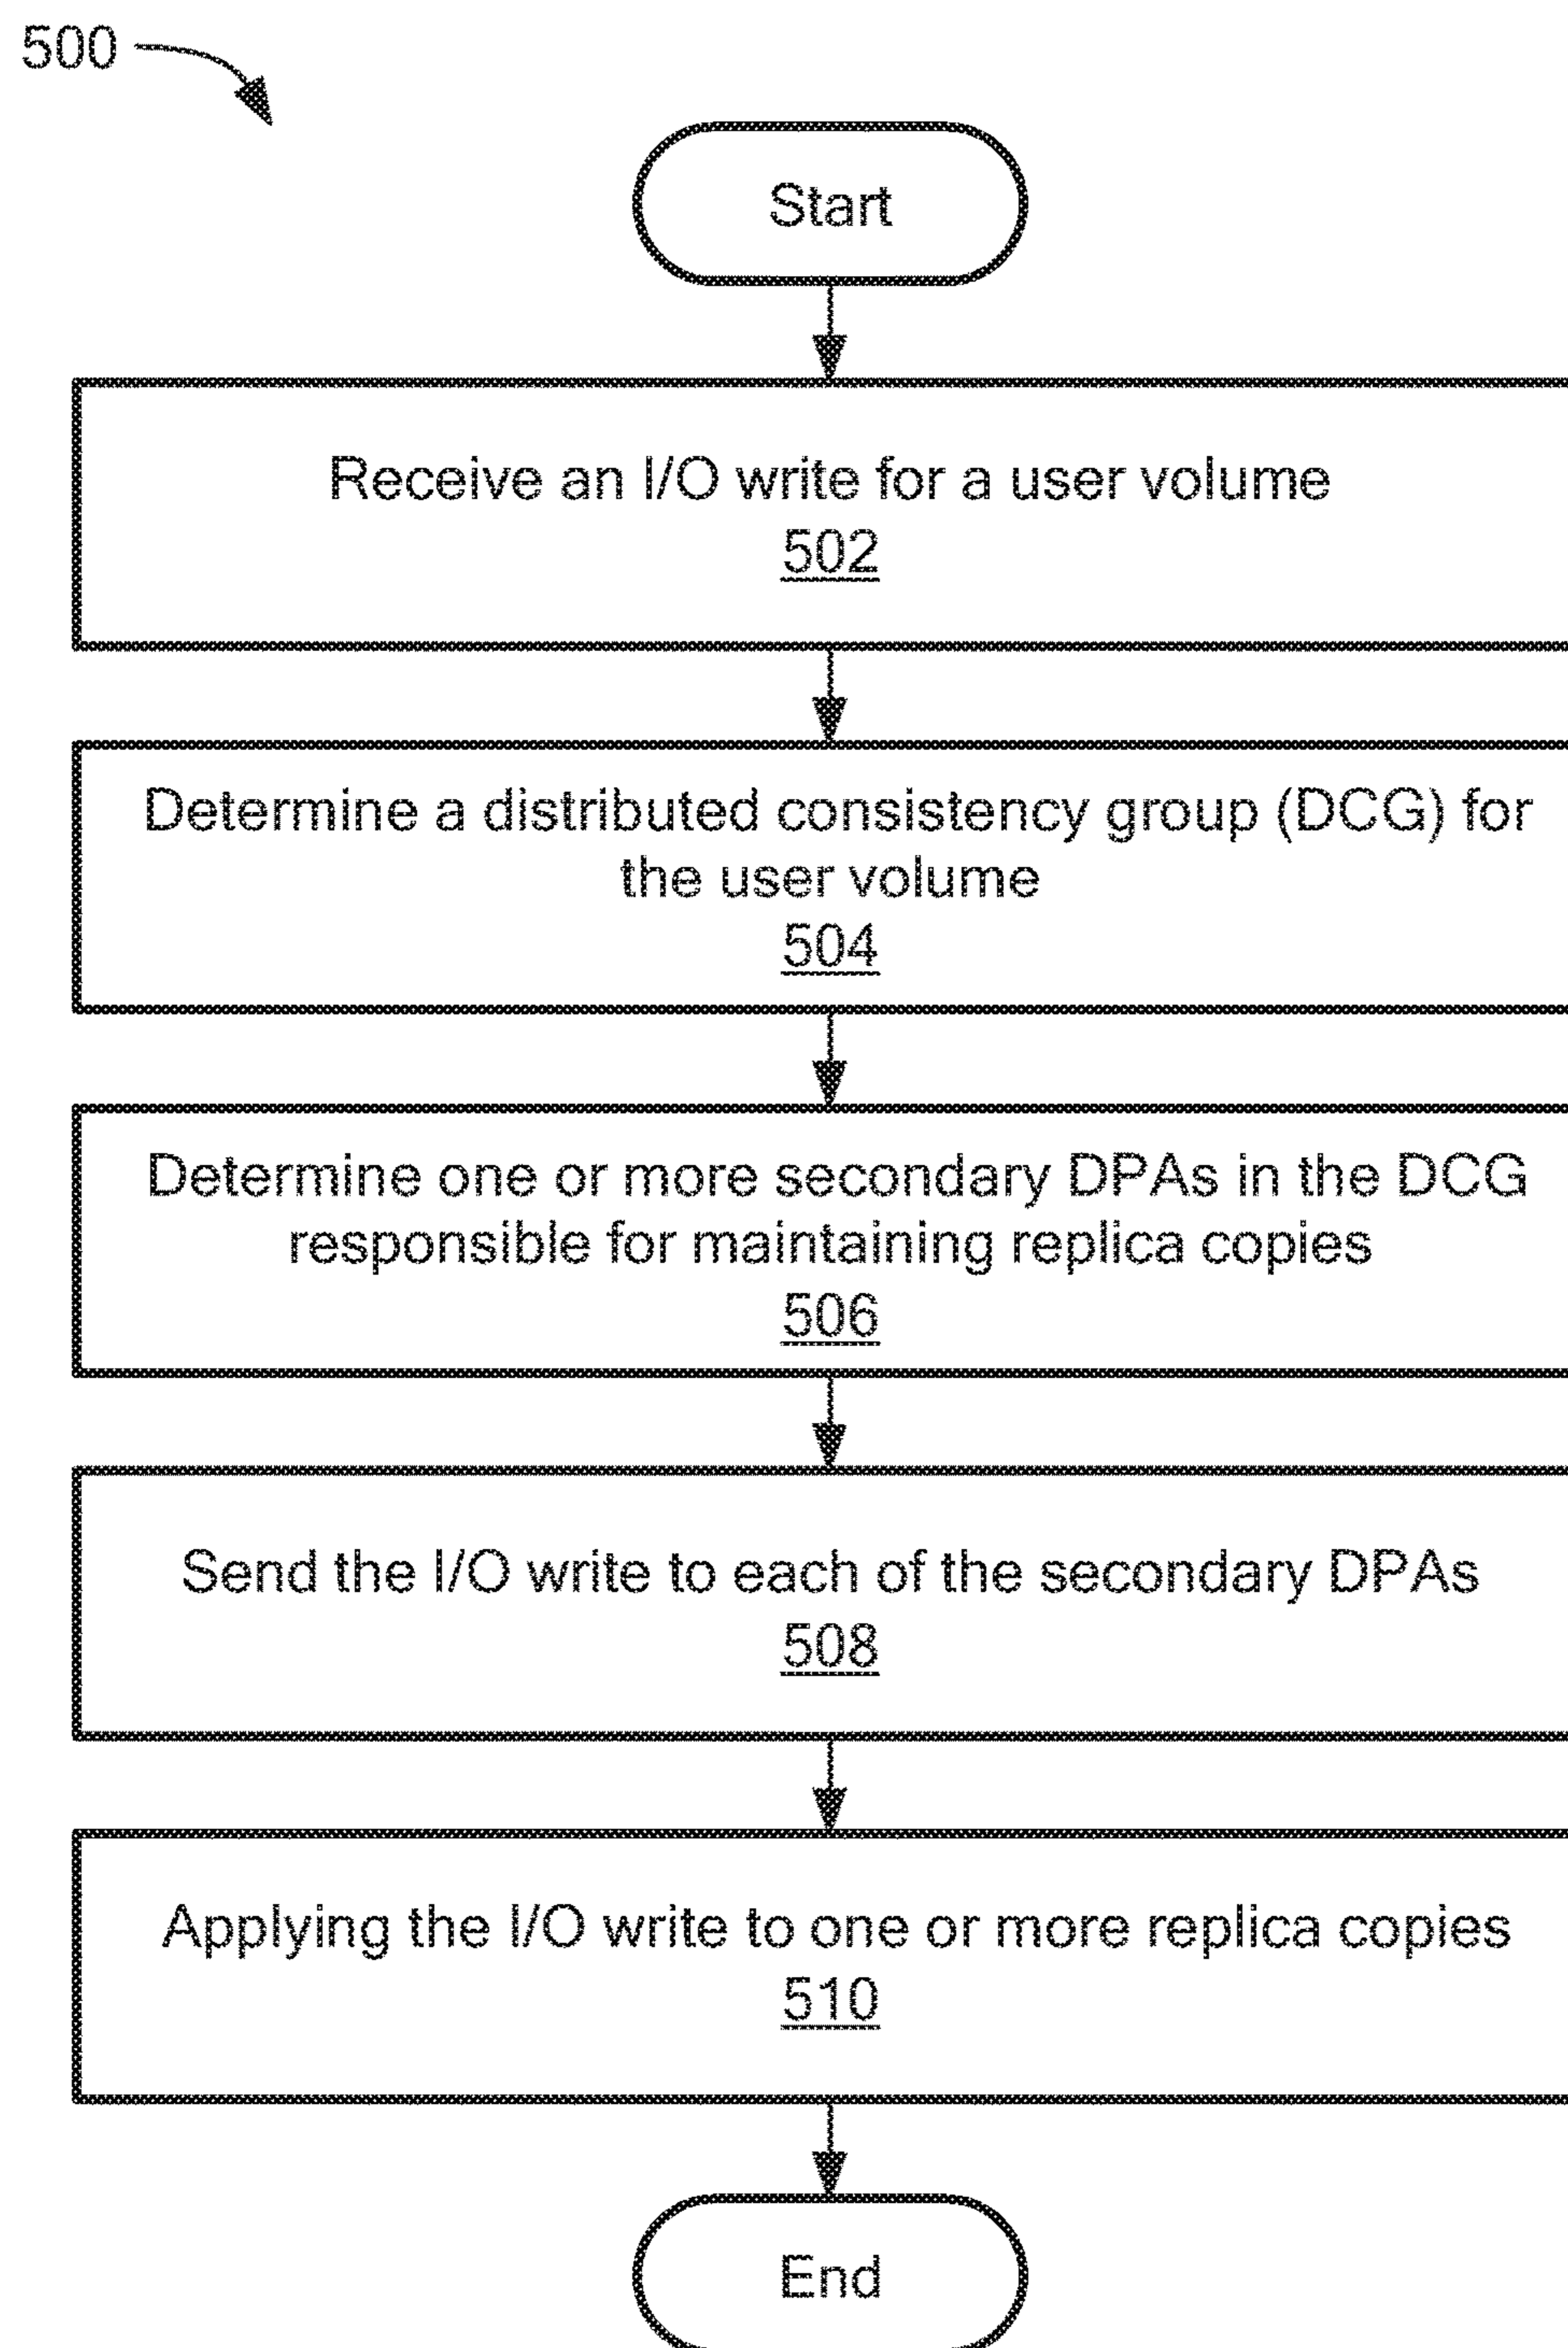 500
Start
Receive an I/O write for a user volume
502
Determine a distributed consistency group (DCG) for
the user volume
504
Determine one or more secondary DPAs in the DCG
responsible for maintaining replica copies
506
Send the I/O write to each of the secondary DPAs
508
Applying the I/O write to one or more replica copies
510
End